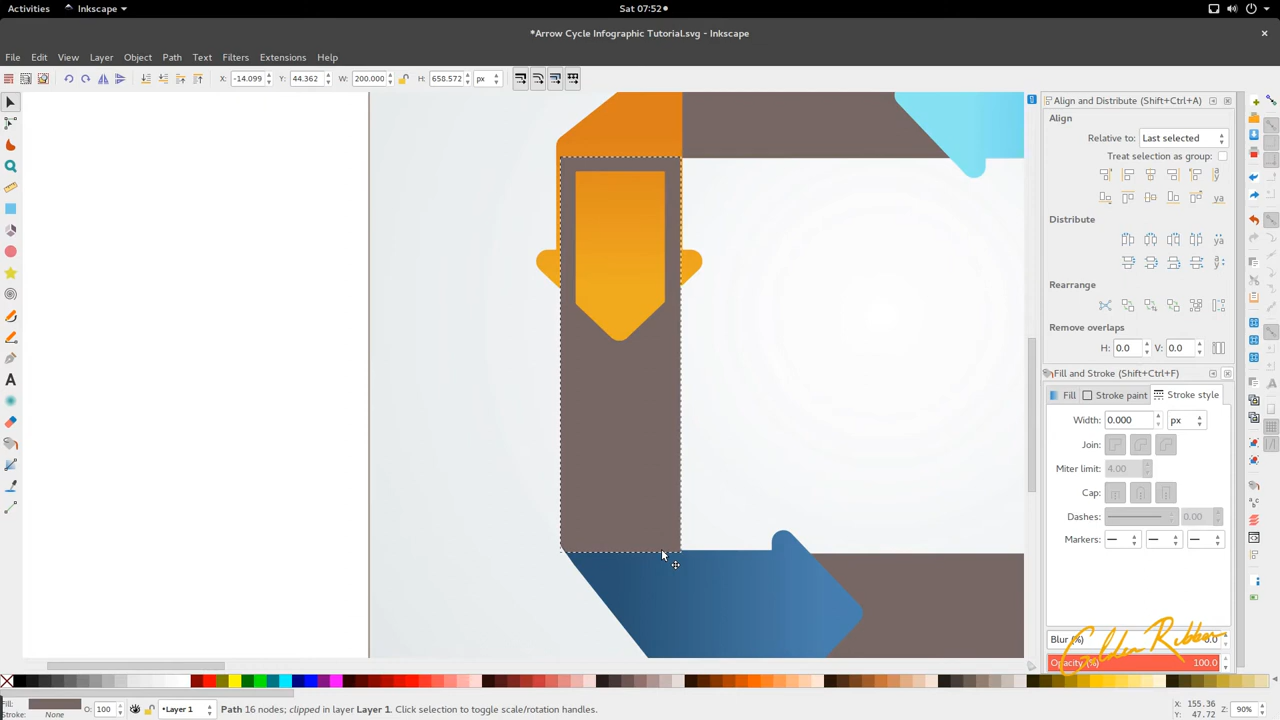 Activities Inkscape Sat 07:52
*Arrow Cycle Infographic Tutorial.svg - Inkscape
File Edit View Layer Object Path Text Filters Extensions Help
X: -14.099 Y: 44.362 W: 200.000 H: 658.572 px
Align and Distribute (Shift+Ctrl+A)
Align
Relative to: Last selected
Treat selection as group:
Distribute
Rearrange
Remove overlaps
H: 0.0 V: 0.0
Fill and Stroke (Shift+Ctrl+F)
Fill Stroke paint Stroke style
Width: 0.000 px
Join:
Miter limit: 4.00
Cap:
Dashes: 0.00
Markers:
Golden Ribbon
Blur (%) 0.0
Opacity (%) 100.0
Fill:
Stroke: None
O: 100
•Layer 1
Path 16 nodes; clipped in layer Layer 1. Click selection to toggle scale/rotation handles.
X: 155.36
Y: 47.72
Z: 90%